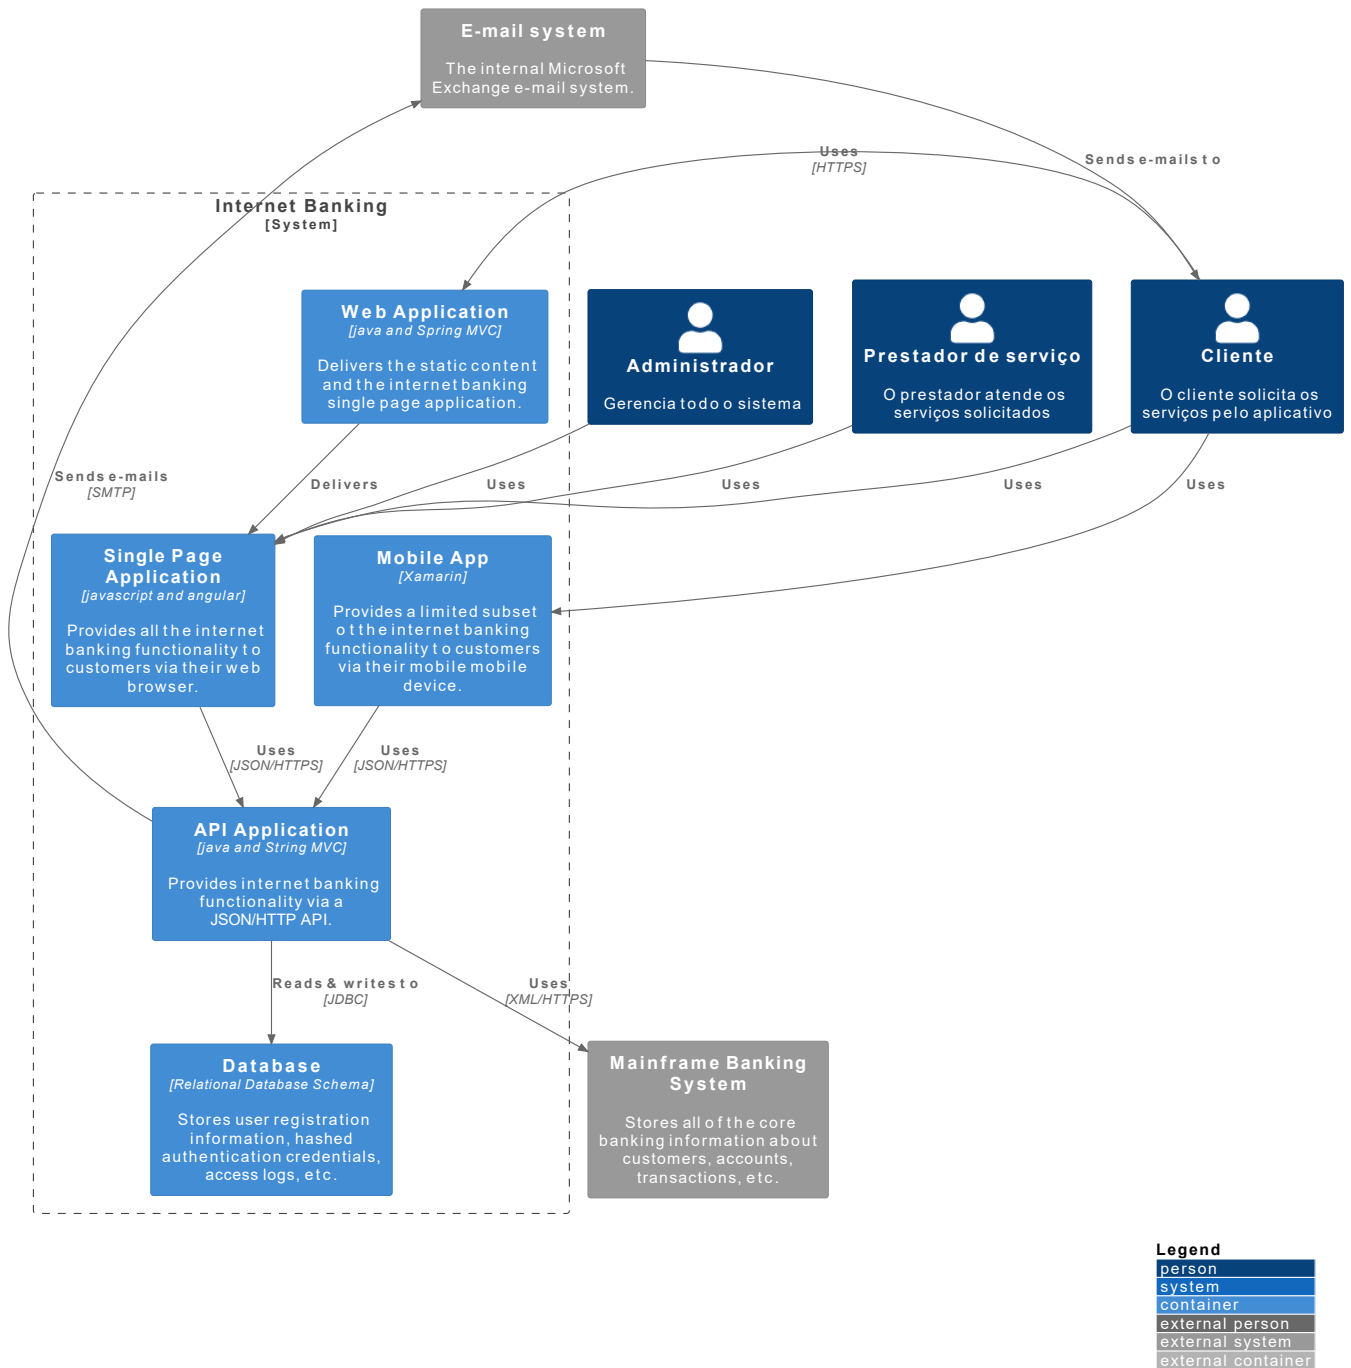 E-mail system
The internal Microsoft
Exchange e-mail system.
Uses
[HTTPS]
Sends e-mails to
Internet Banking
[System]
Web Application
[java and Spring MVC]
Delivers the static content
and the internet banking
single page application.
Administrador
Gerencia todo o sistema
Prestador de serviço
O prestador atende os
serviços solicitados
Cliente
O cliente solicita os
serviços pelo aplicativo
Sends e-mails
[SMTP]
Delivers
Uses
Uses
Uses
Uses
Single Page
Application
[javascript and angular]
Provides all the internet
banking functionality to
customers via their web
browser.
Mobile App
[Xamarin]
Provides a limited subset
ot the internet banking
functionality to customers
via their mobile mobile
device.
Uses
[JSON/HTTPS]
Uses
[JSON/HTTPS]
API Application
[java and String MVC]
Provides internet banking
functionality via a
JSON/HTTP API.
Reads & writes to
[JDBC]
Uses
[XML/HTTPS]
Database
[Relational Database Schema]
Stores user registration
information, hashed
authentication credentials,
access logs, etc.
Mainframe Banking
System
Stores all of the core
banking information about
customers, accounts,
transactions, etc.
Legend
person
system
container
external person
external system
external container